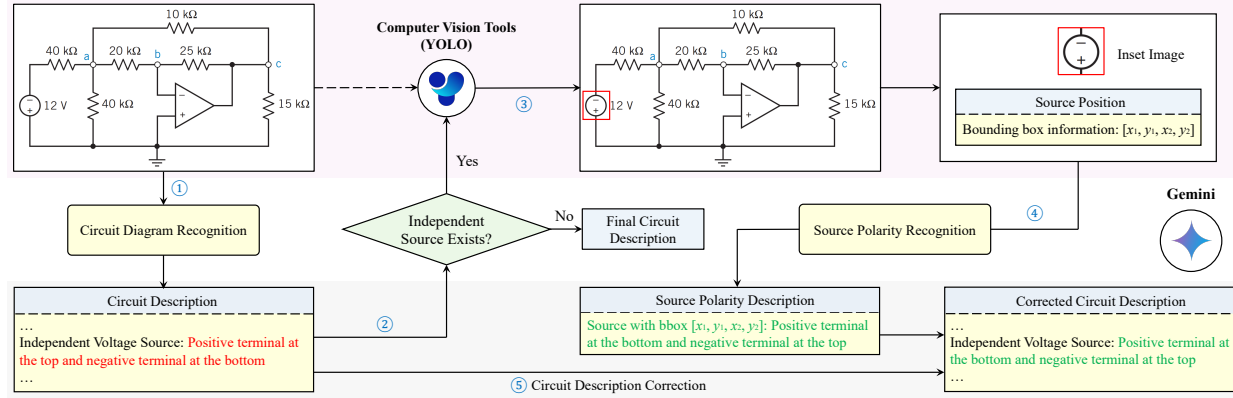 10 kΩ
40 kΩ
20 kΩ
25 kΩ
a
b
c
12 V
40 kΩ
15 kΩ
−
+
−
+
Computer Vision Tools
(YOLO)
③
10 kΩ
40 kΩ
20 kΩ
25 kΩ
a
b
c
12 V
40 kΩ
15 kΩ
−
+
−
+
−
+
Inset Image
Source Position
Bounding box information: [x₁, y₁, x₂, y₂]
①
Yes
④
Gemini
Circuit Diagram Recognition
Independent
Source Exists?
No
Final Circuit
Description
Source Polarity Recognition
Circuit Description
…
Independent Voltage Source: Positive terminal at
the top and negative terminal at the bottom
…
②
Source Polarity Description
Source with bbox [x₁, y₁, x₂, y₂]: Positive terminal
at the bottom and negative terminal at the top
Corrected Circuit Description
…
Independent Voltage Source: Positive terminal at
the bottom and negative terminal at the top
…
⑤ Circuit Description Correction